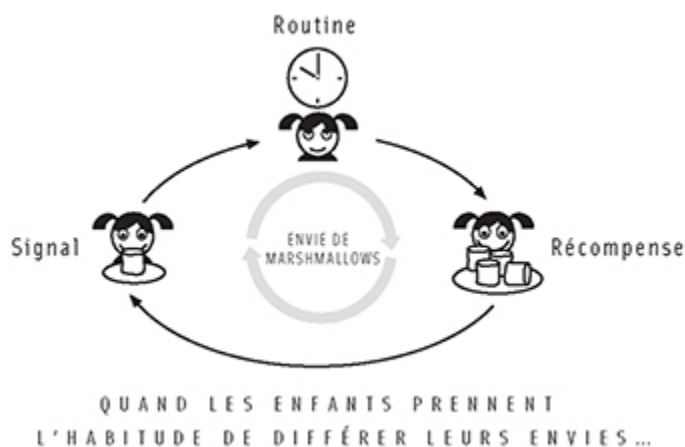 Routine
Signal
ENVIE DE
MARSHMALLOWS
Récompense
QUAND LES ENFANTS PRENNENT
L'HABITUDE DE DIFFÉRER LEURS ENVIES...